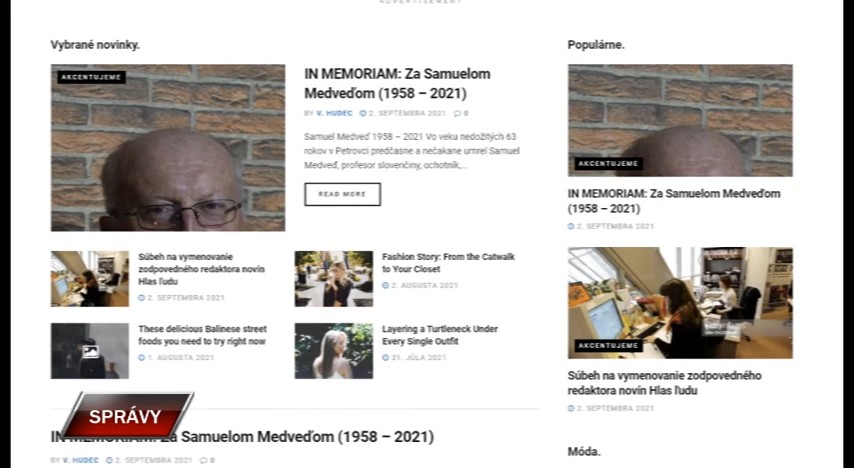 ADVERTISEMENT
Vybrané novinky.
AKCENTUJEME
IN MEMORIAM: Za Samuelom
Medveďom (1958 – 2021)
BY V. HUDEC 2. SEPTEMBRA 2021 0
Samuel Medveď 1958 – 2021 Vo veku nedožitých 63
rokov v Petrovci predčasne a nečakane umrel Samuel
Medveď, profesor slovenčiny, ochotník,...
READ MORE
Súbeh na vymenovanie
zodpovedného redaktora novín
Hlas ľudu
2. SEPTEMBRA 2021
Fashion Story: From the Catwalk
to Your Closet
2. AUGUSTA 2021
These delicious Balinese street
foods you need to try right now
1. AUGUSTA 2021
Layering a Turtleneck Under
Every Single Outfit
31. JÚLA 2021
Populárne.
AKCENTUJEME
IN MEMORIAM: Za Samuelom Medveďom
(1958 – 2021)
2. SEPTEMBRA 2021
AKCENTUJEME
Súbeh na vymenovanie zodpovedného
redaktora novín Hlas ľudu
2. SEPTEMBRA 2021
Móda.
SPRÁVY
IN MEMORIAM: Za Samuelom Medveďom (1958 – 2021)
BY V. HUDEC 2. SEPTEMBRA 2021 0